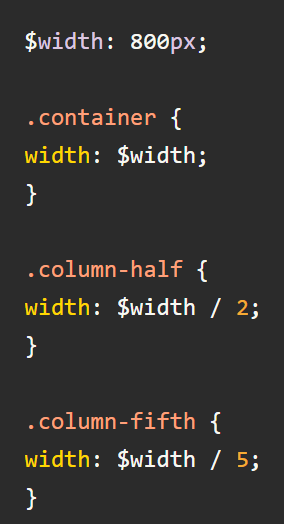 $width: 800px;
.container {
width: $width;
}
.column-half {
width: $width / 2;
}
.column-fifth {
width: $width / 5;
}